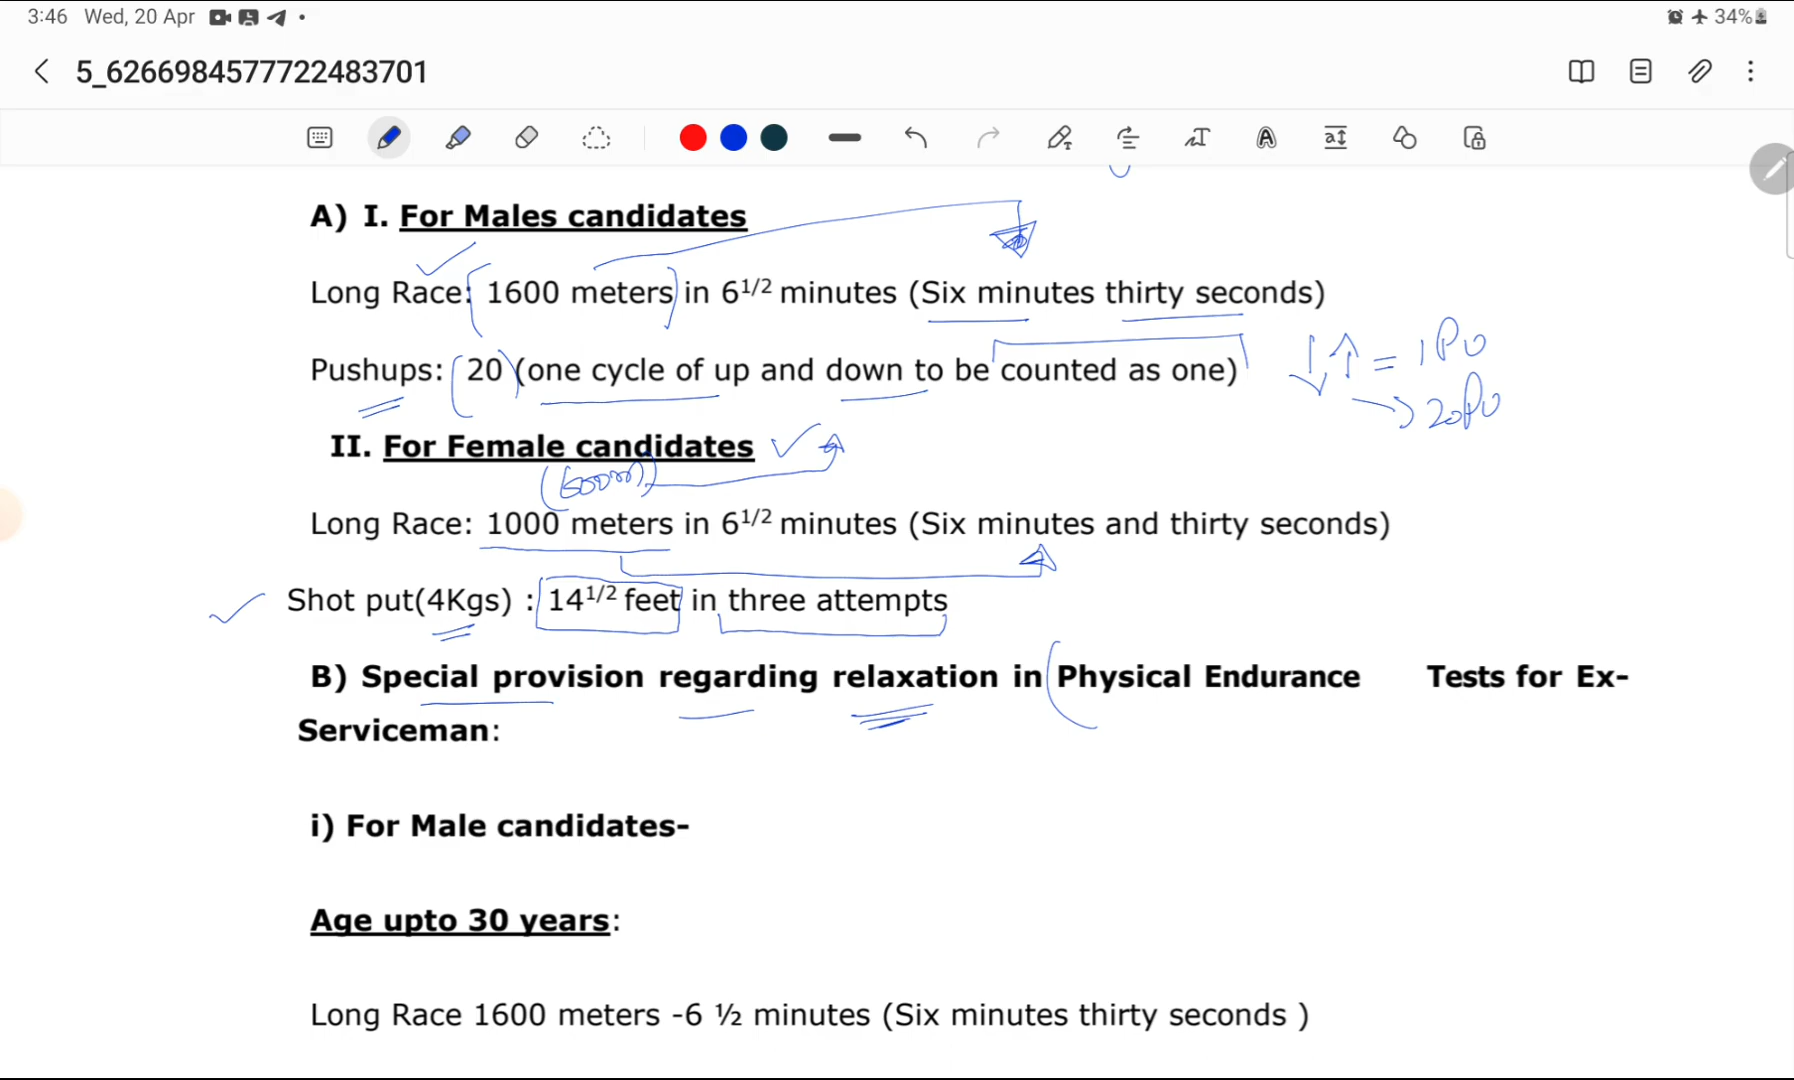 3:46 Wed, 20 Apr
34%
5_6266984577722483701
A) I. For Males candidates
Long Race: 1600 meters in 6 1/2 minutes (Six minutes thirty seconds)
Pushups: 20 (one cycle of up and down to be counted as one)
= 1 PU
20 PU
II. For Female candidates
Long Race: 1000 meters in 6 1/2 minutes (Six minutes and thirty seconds)
Shot put(4Kgs) : 14 1/2 feet in three attempts
B) Special provision regarding relaxation in Physical Endurance Tests for Ex-
Serviceman:
i) For Male candidates-
Age upto 30 years:
Long Race 1600 meters -6 ½ minutes (Six minutes thirty seconds )